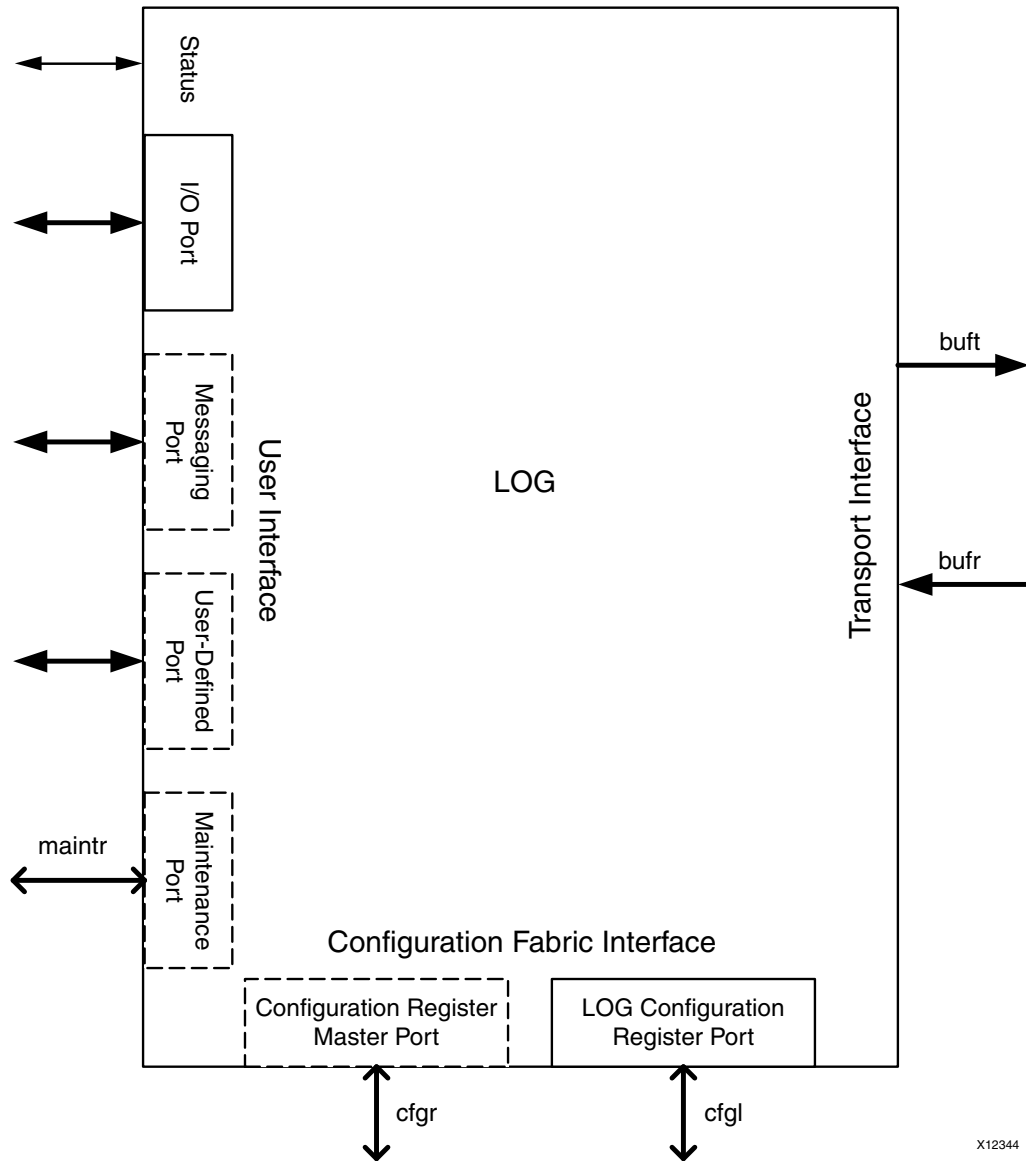 Status
I/O Port
Messaging
Port
User-Defined
Port
Maintenance
Port
maintr
User Interface
LOG
Transport Interface
buft
bufr
Configuration Fabric Interface
Configuration Register
Master Port
LOG Configuration
Register Port
cfgr
cfgl
X12344